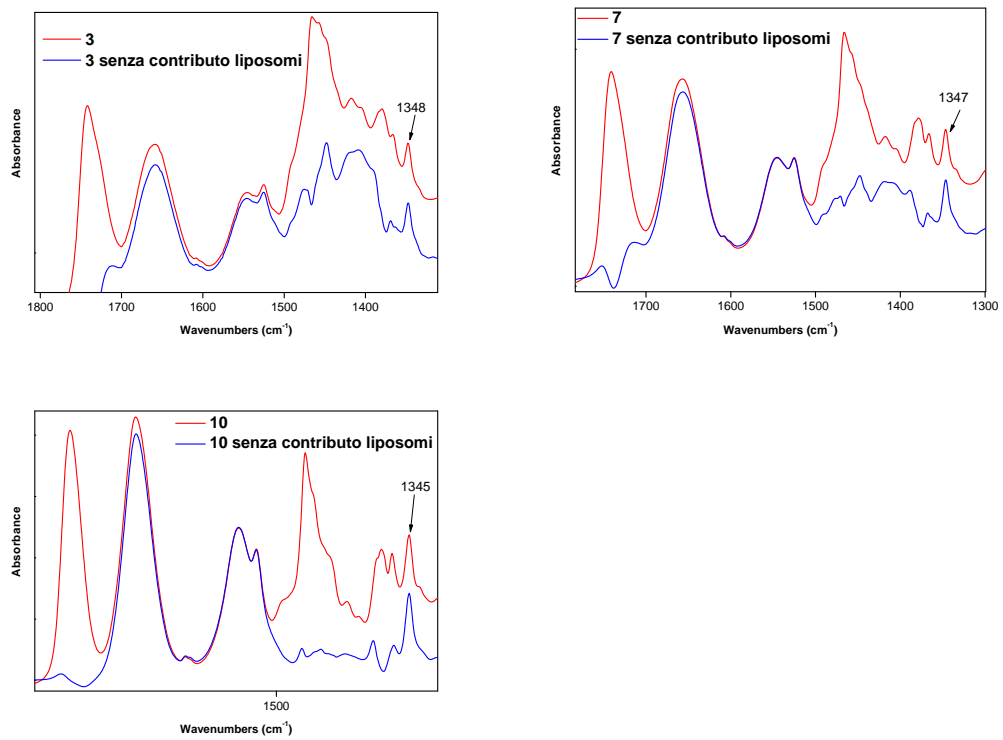 3
3 senza contributo liposomi
1348
Absorbance
1800
1700
1600
1500
1400
Wavenumbers (cm-1)
7
7 senza contributo liposomi
1347
Absorbance
1700
1600
1500
1400
1300
Wavenumbers (cm-1)
10
10 senza contributo liposomi
1345
Absorbance
1500
Wavenumbers (cm-1)